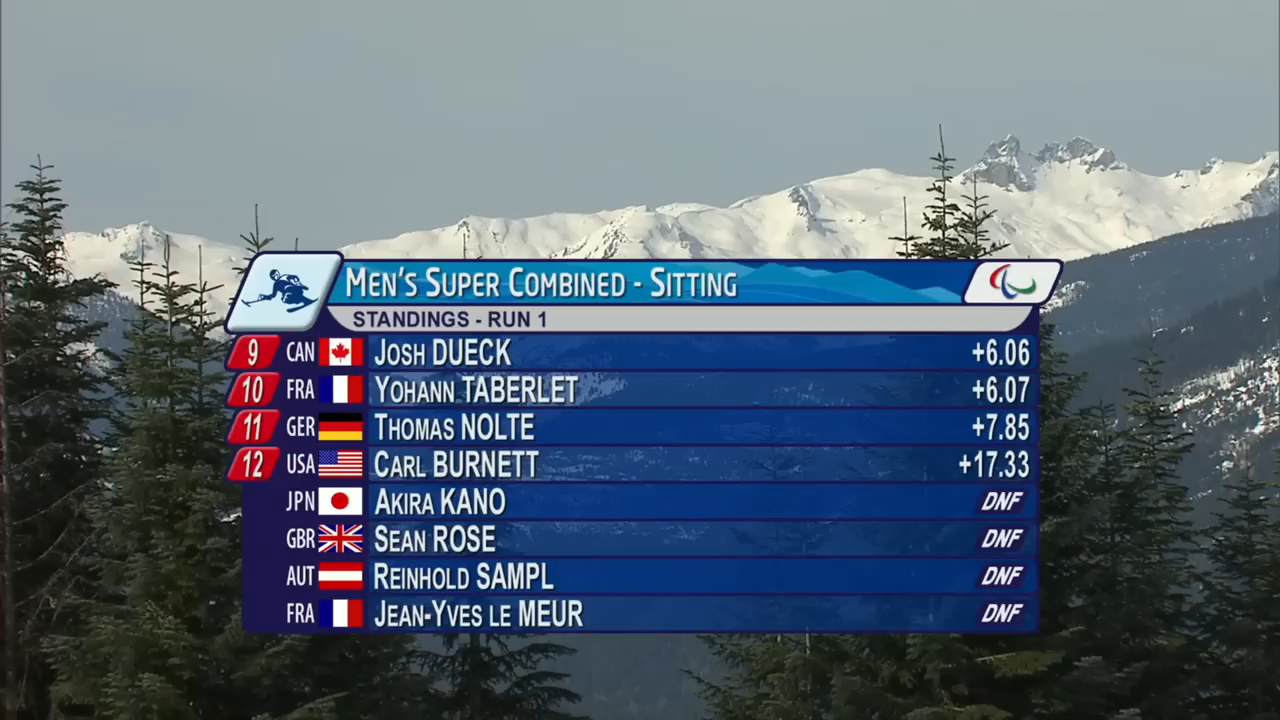 Men's Super Combined - Sitting
STANDINGS - RUN 1
9 CAN Josh DUECK +6.06
10 FRA Yohann TABERLET +6.07
11 GER Thomas NOLTE +7.85
12 USA Carl BURNETT +17.33
JPN Akira KANO DNF
GBR Sean ROSE DNF
AUT Reinhold SAMPL DNF
FRA Jean-Yves le MEUR DNF